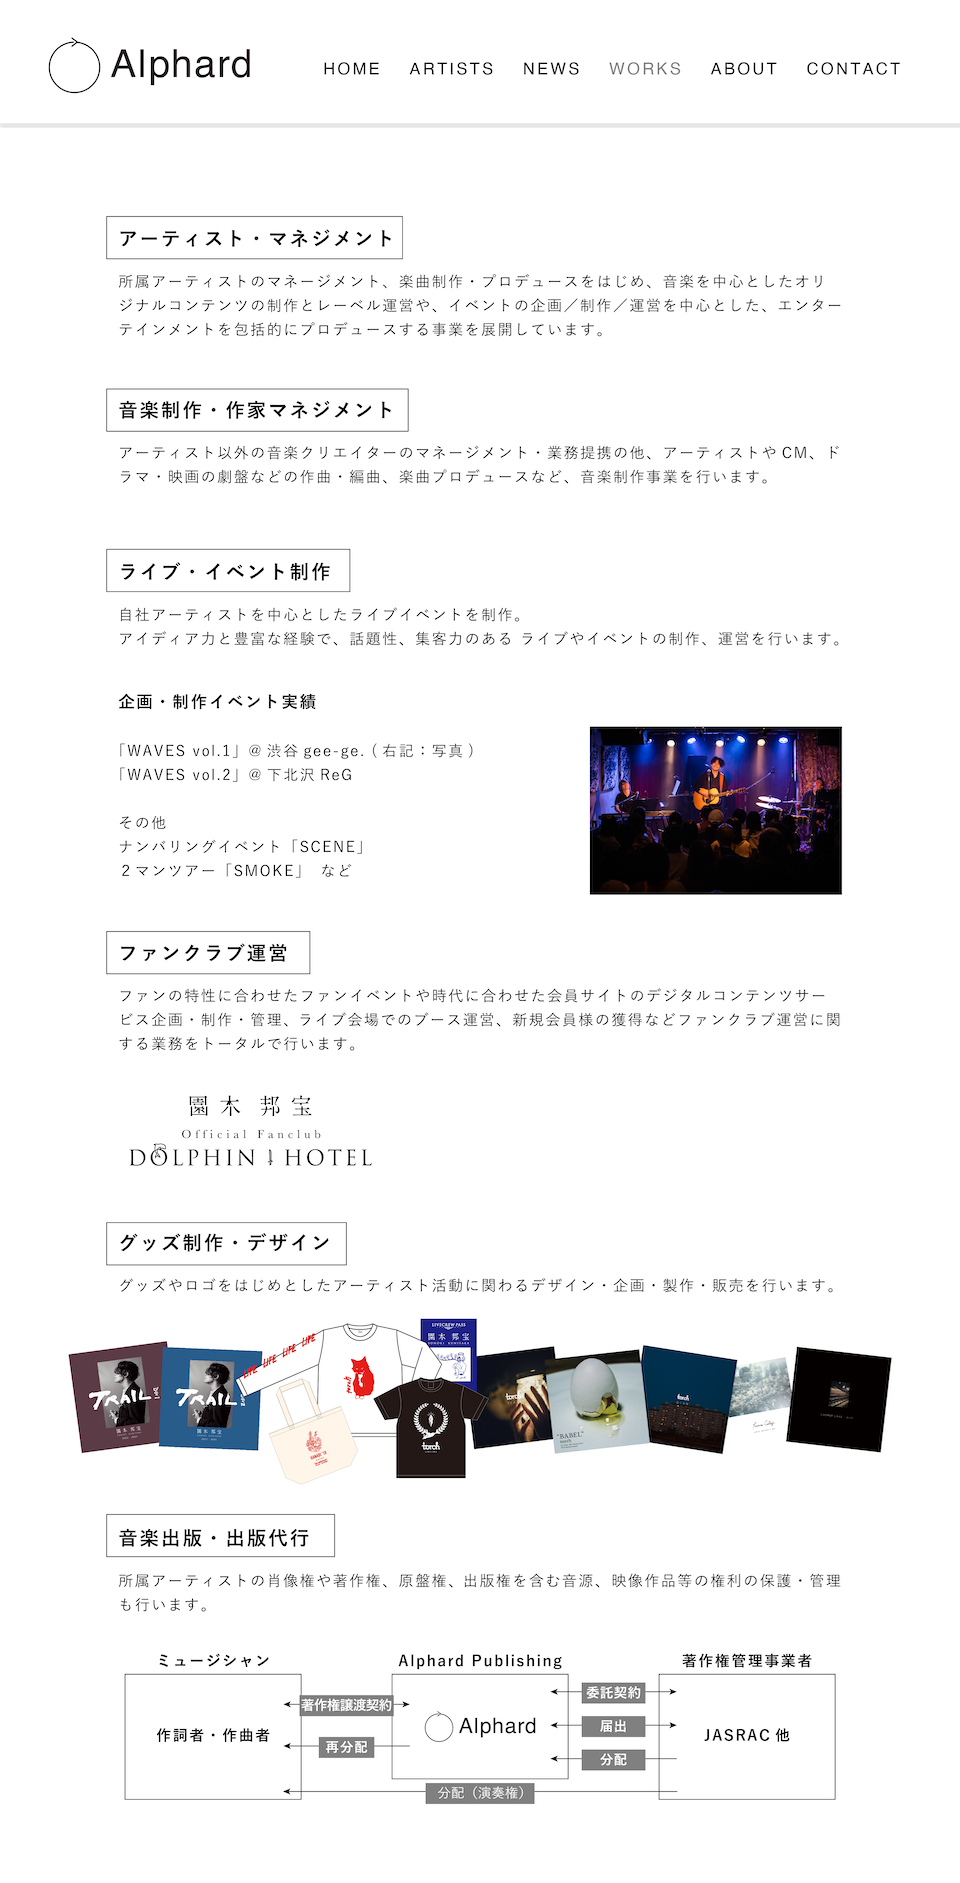 Alphard
HOME ARTISTS NEWS WORKS ABOUT CONTACT
アーティスト・マネジメント
所属アーティストのマネージメント、楽曲制作・プロデュースをはじめ、音楽を中心としたオリ
ジナルコンテンツの制作とレーベル運営や、イベントの企画／制作／運営を中心とした、エンター
テインメントを包括的にプロデュースする事業を展開しています。
音楽制作・作家マネジメント
アーティスト以外の音楽クリエイターのマネージメント・業務提携の他、アーティストや CM、ド
ラマ・映画の劇盤などの作曲・編曲、楽曲プロデュースなど、音楽制作事業を行います。
ライブ・イベント制作
自社アーティストを中心としたライブイベントを制作。
アイディア力と豊富な経験で、話題性、集客力のある ライブやイベントの制作、運営を行います。
企画・制作イベント実績
「WAVES vol.1」@ 渋谷 gee-ge. ( 右記：写真 )
「WAVES vol.2」@ 下北沢 ReG
その他
ナンバリングイベント「SCENE」
２マンツアー「SMOKE」 など
ファンクラブ運営
ファンの特性に合わせたファンイベントや時代に合わせた会員サイトのデジタルコンテンツサー
ビス企画・制作・管理、ライブ会場でのブース運営、新規会員様の獲得などファンクラブ運営に関
する業務をトータルで行います。
園木 邦宝
Official Fanclub
DOLPHIN HOTEL
グッズ制作・デザイン
グッズやロゴをはじめとしたアーティスト活動に関わるデザイン・企画・製作・販売を行います。
TRAIL
園木 邦宝
TRAIL
園木 邦宝
LIFE LIFE LIFE LIFE
LIVECREW PASS
園木 邦宝
torch
torch
"BABEL"
torch
torch
音楽出版・出版代行
所属アーティストの肖像権や著作権、原盤権、出版権を含む音源、映像作品等の権利の保護・管理
も行います。
ミュージシャン
Alphard Publishing
著作権管理事業者
作詞者・作曲者
著作権譲渡契約
再分配
Alphard
委託契約
届出
分配
JASRAC 他
分配（演奏権）